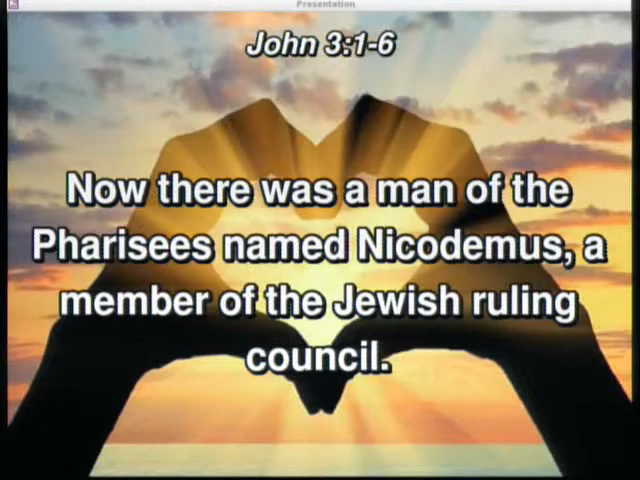 Presentation
John 3:1-6
Now there was a man of the
Pharisees named Nicodemus, a
member of the Jewish ruling
council.